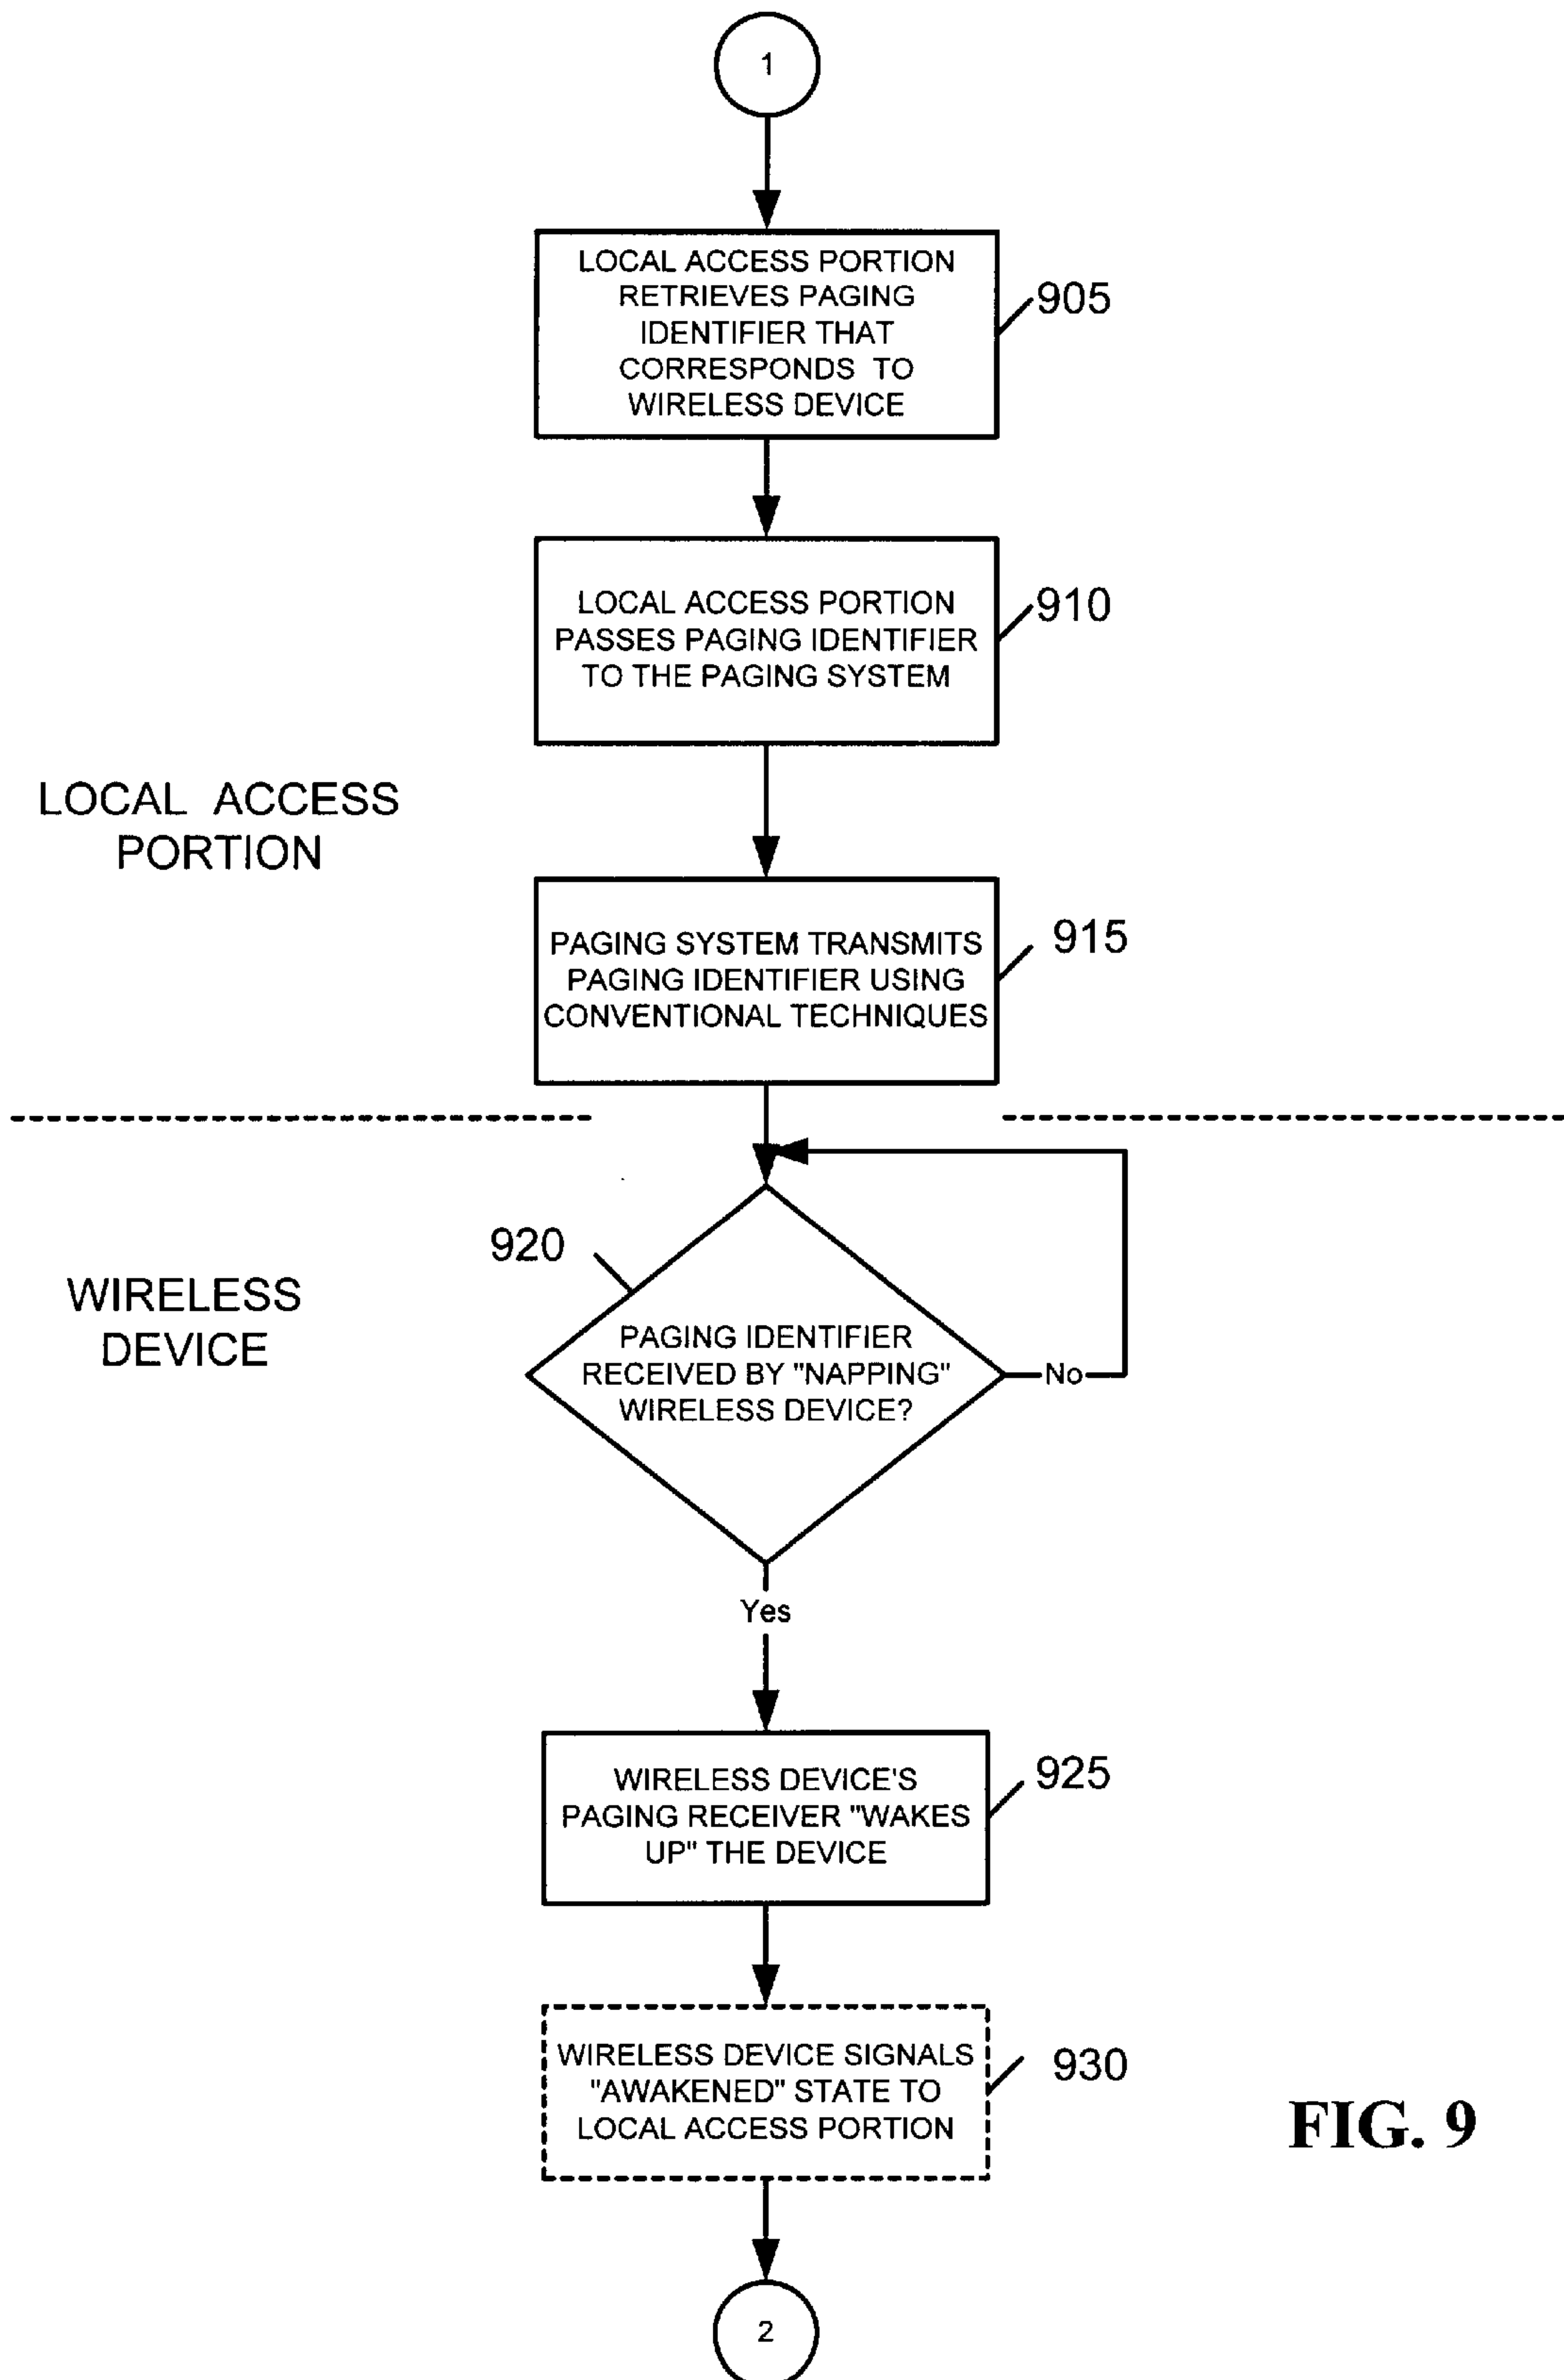 1
LOCAL ACCESS PORTION
RETRIEVES PAGING
IDENTIFIER THAT
CORRESPONDS TO
WIRELESS DEVICE
905
LOCAL ACCESS PORTION
PASSES PAGING IDENTIFIER
TO THE PAGING SYSTEM
910
LOCAL ACCESS
PORTION
PAGING SYSTEM TRANSMITS
PAGING IDENTIFIER USING
CONVENTIONAL TECHNIQUES
915
920
WIRELESS
DEVICE
PAGING IDENTIFIER
RECEIVED BY "NAPPING"
WIRELESS DEVICE?
No
Yes
WIRELESS DEVICE'S
PAGING RECEIVER "WAKES
UP" THE DEVICE
925
WIRELESS DEVICE SIGNALS
"AWAKENED" STATE TO
LOCAL ACCESS PORTION
930
FIG. 9
2